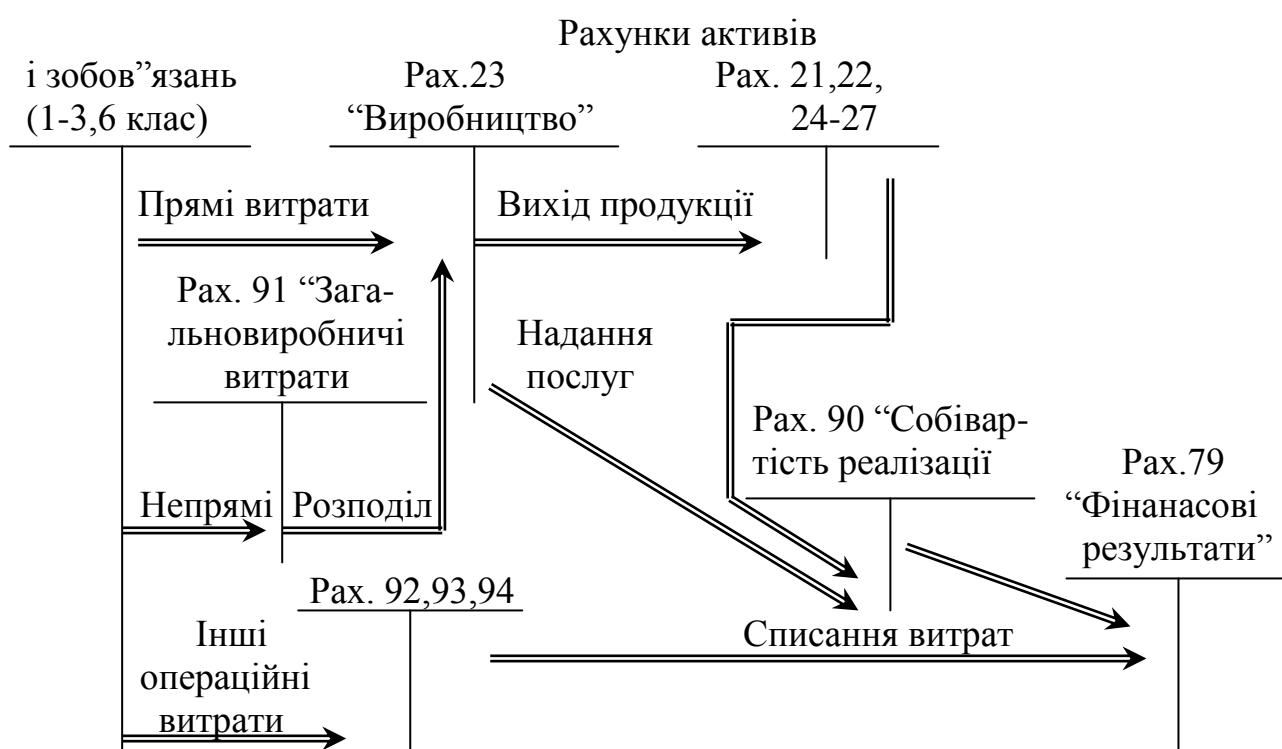 Рахунки активів
і зобов”язань
(1-3,6 клас)
Рах.23
“Виробництво”
Рах. 21,22,
24-27
Прямі витрати
Вихід продукції
Рах. 91 “Зага-
льновиробничі
витрати
Надання
послуг
Рах. 90 “Собівар-
тість реалізації
Рах.79
“Фінанасові
результати”
Непрямі
Розподіл
Рах. 92,93,94
Інші
операційні
витрати
Списання витрат